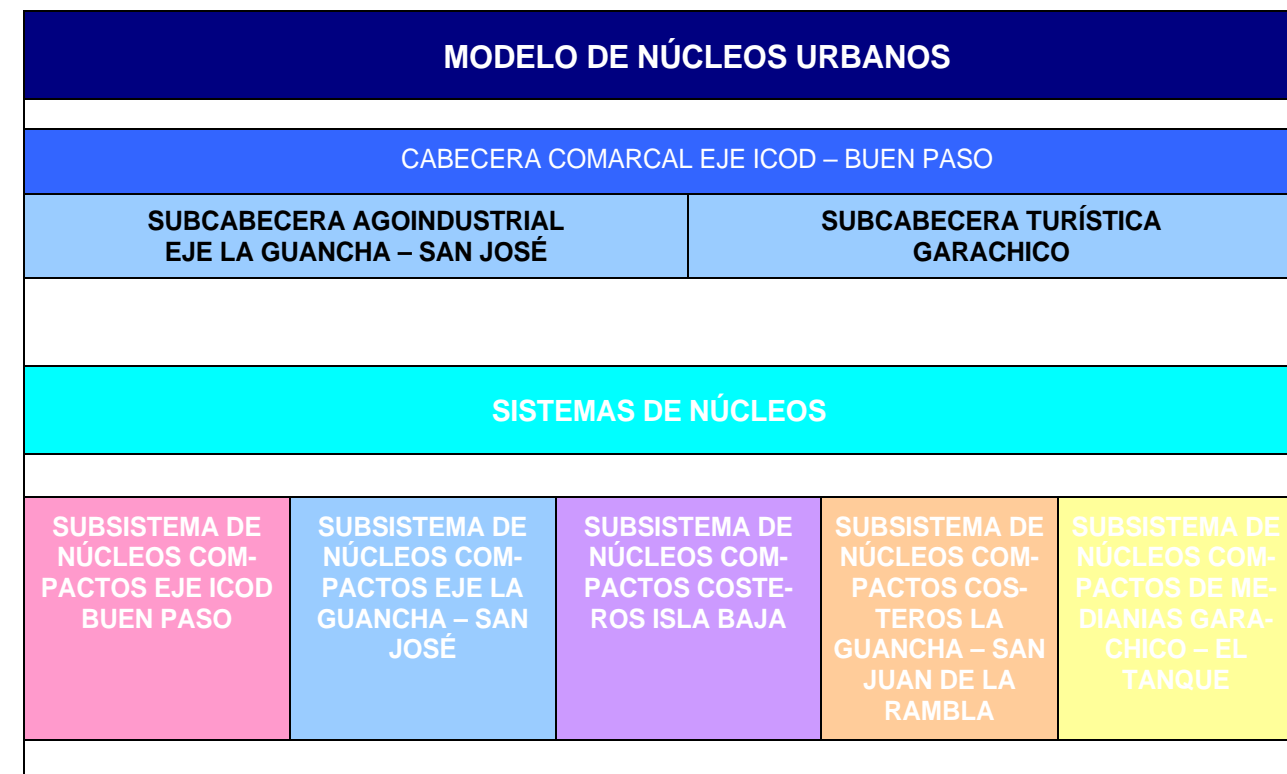 MODELO DE NÚCLEOS URBANOS
CABECERA COMARCAL EJE ICOD – BUEN PASO
SUBCABECERA AGOINDUSTRIAL
EJE LA GUANCHA – SAN JOSÉ
SUBCABECERA TURÍSTICA
GARACHICO
SISTEMAS DE NÚCLEOS
SUBSISTEMA DE
NÚCLEOS COM-
PACTOS EJE ICOD
BUEN PASO
SUBSISTEMA DE
NÚCLEOS COM-
PACTOS EJE LA
GUANCHA – SAN
JOSÉ
SUBSISTEMA DE
NÚCLEOS COM-
PACTOS COSTE-
ROS ISLA BAJA
SUBSISTEMA DE
NÚCLEOS COM-
PACTOS COS-
TEROS LA
GUANCHA – SAN
JUAN DE LA
RAMBLA
SUBSISTEMA DE
NÚCLEOS COM-
PACTOS DE ME-
DIANIAS GARA-
CHICO – EL
TANQUE